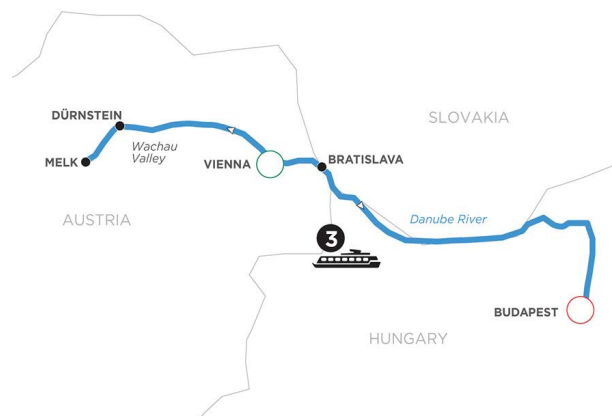 DÜRNSTEIN
SLOVAKIA
Wachau
Valley
MELK
VIENNA
BRATISLAVA
AUSTRIA
Danube River
3
BUDAPEST
HUNGARY